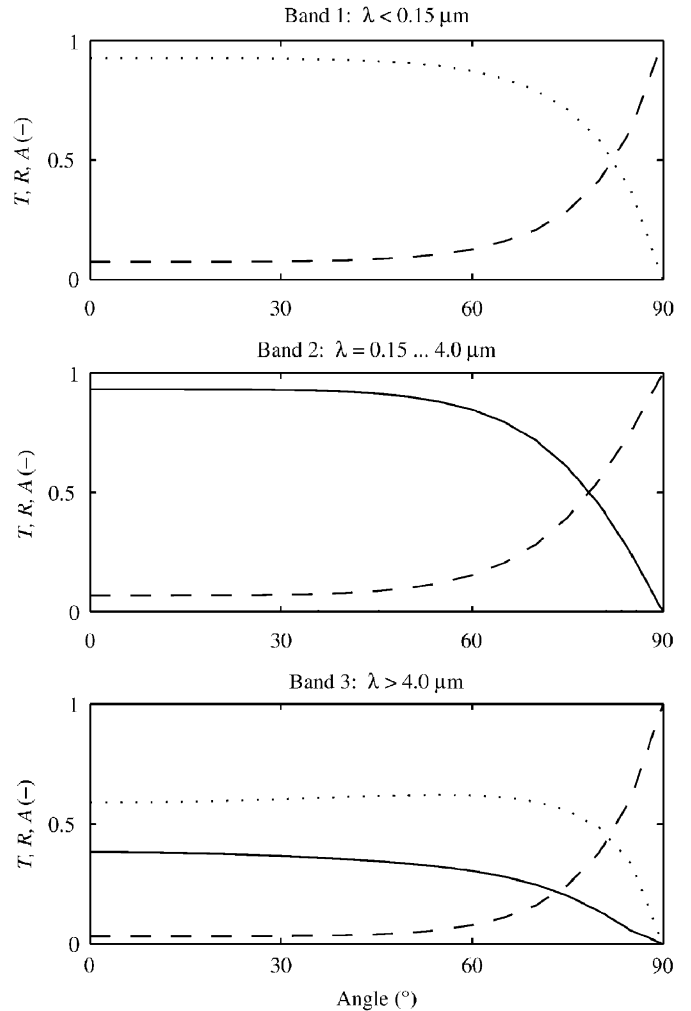 Band 1: λ < 0.15 μm
1
0.5
0
T, R, A (–)
0 30 60 90
Band 2: λ = 0.15 ... 4.0 μm
1
0.5
0
T, R, A (–)
0 30 60 90
Band 3: λ > 4.0 μm
1
0.5
0
T, R, A (–)
0 30 60 90
Angle (°)